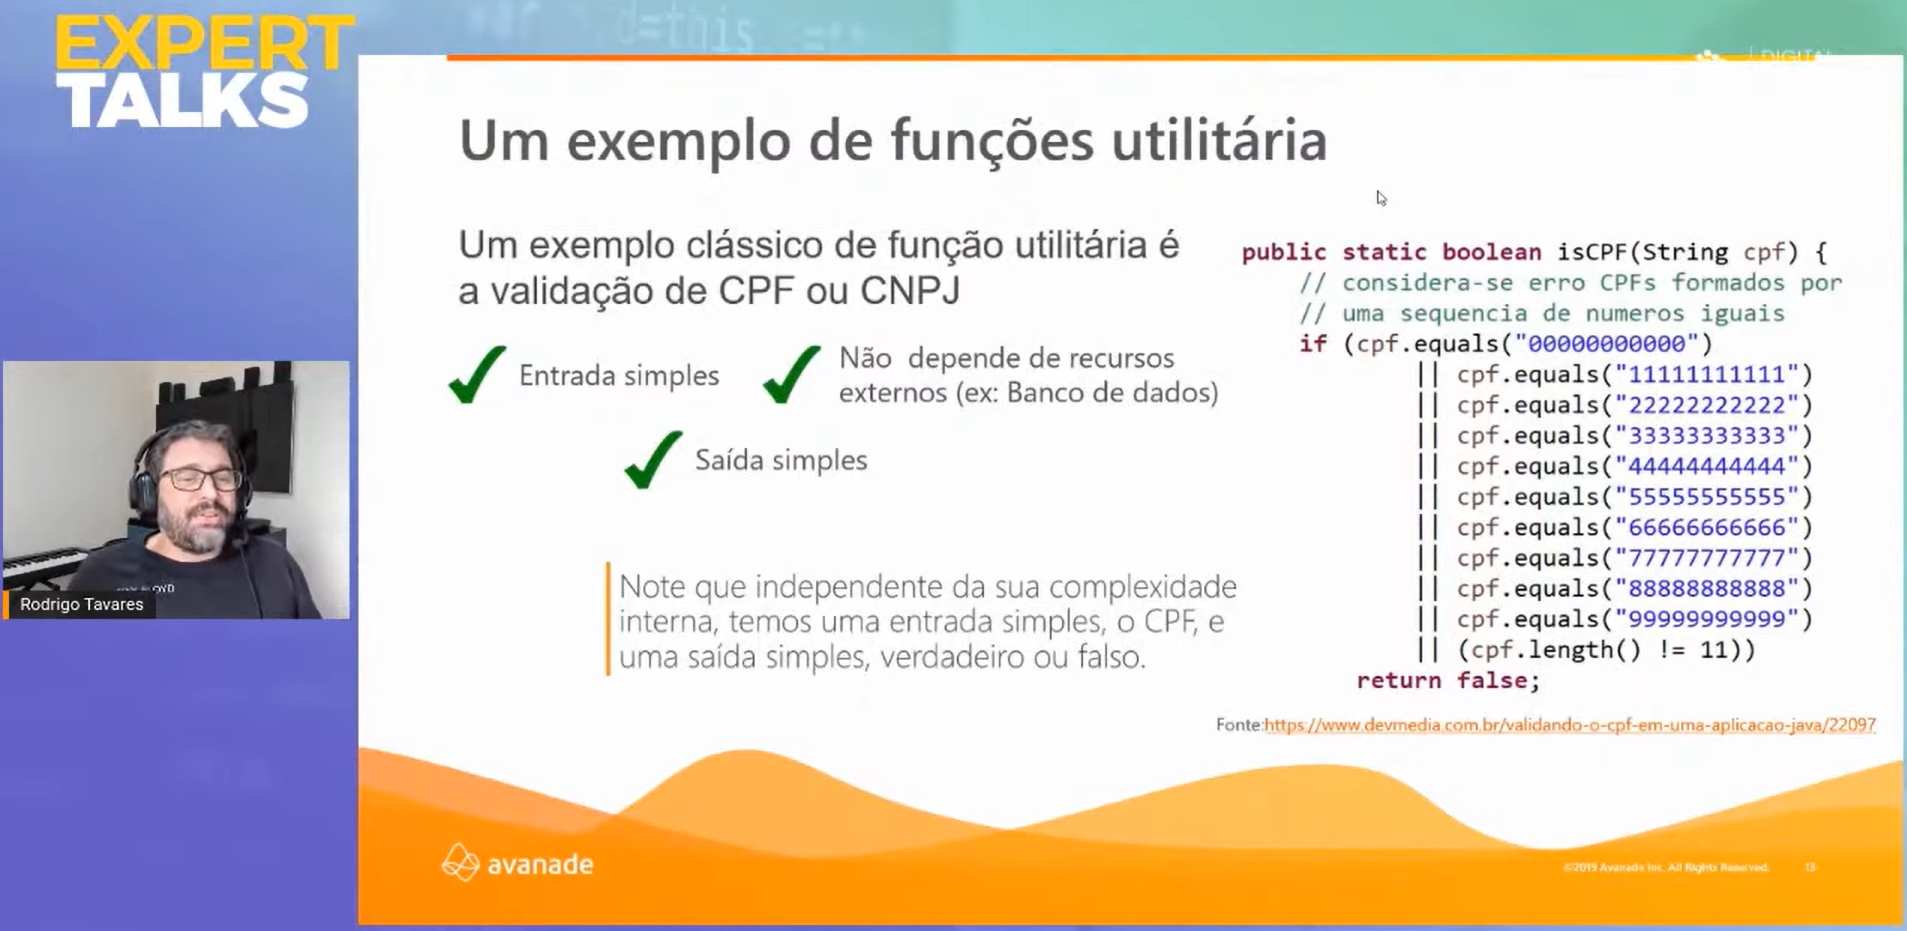 EXPERT
TALKS
Um exemplo de funções utilitária
Um exemplo clássico de função utilitária é
a validação de CPF ou CNPJ
Entrada simples
Não depende de recursos
externos (ex: Banco de dados)
Saída simples
Note que independente da sua complexidade
interna, temos uma entrada simples, o CPF, e
uma saída simples, verdadeiro ou falso.
public static boolean isCPF(String cpf) {
// considera-se erro CPFs formados por
// uma sequencia de numeros iguais
if (cpf.equals("00000000000")
|| cpf.equals("11111111111")
|| cpf.equals("22222222222")
|| cpf.equals("33333333333")
|| cpf.equals("44444444444")
|| cpf.equals("55555555555")
|| cpf.equals("66666666666")
|| cpf.equals("77777777777")
|| cpf.equals("88888888888")
|| cpf.equals("99999999999")
|| (cpf.length() != 11))
return false;
Fonte:https://www.devmedia.com.br/validando-o-cpf-em-uma-aplicacao-java/22097
Rodrigo Tavares
avanade
©2019 Avanade Inc. All Rights Reserved.
13